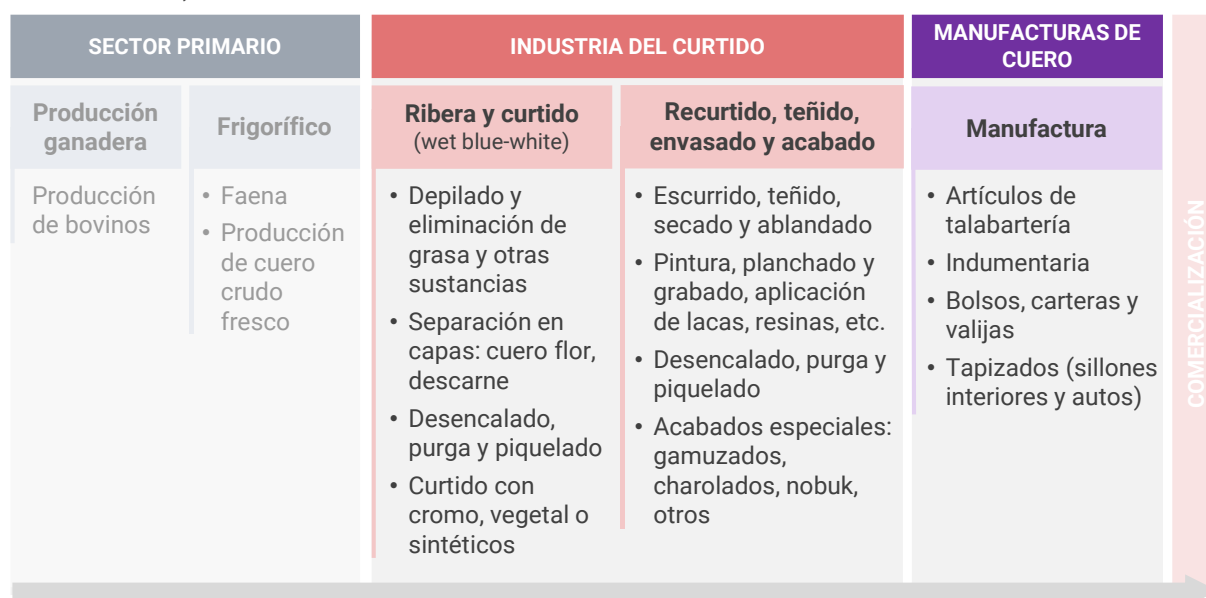 SECTOR PRIMARIO
INDUSTRIA DEL CURTIDO
MANUFACTURAS DE
CUERO
Producción
ganadera
Frigorífico
Ribera y curtido
(wet blue-white)
Recurtido, teñido,
envasado y acabado
Manufactura
Producción
de bovinos
• Faena
• Producción
de cuero
crudo
fresco
• Depilado y
eliminación de
grasa y otras
sustancias
• Separación en
capas: cuero flor,
descarne
• Desencalado,
purga y piquelado
• Curtido con
cromo, vegetal o
sintéticos
• Escurrido, teñido,
secado y ablandado
• Pintura, planchado y
grabado, aplicación
de lacas, resinas, etc.
• Desencalado, purga y
piquelado
• Acabados especiales:
gamuzados,
charolados, nobuk,
otros
• Artículos de
talabartería
• Indumentaria
• Bolsos, carteras y
valijas
• Tapizados (sillones
interiores y autos)
COMERCIALIZACIÓN